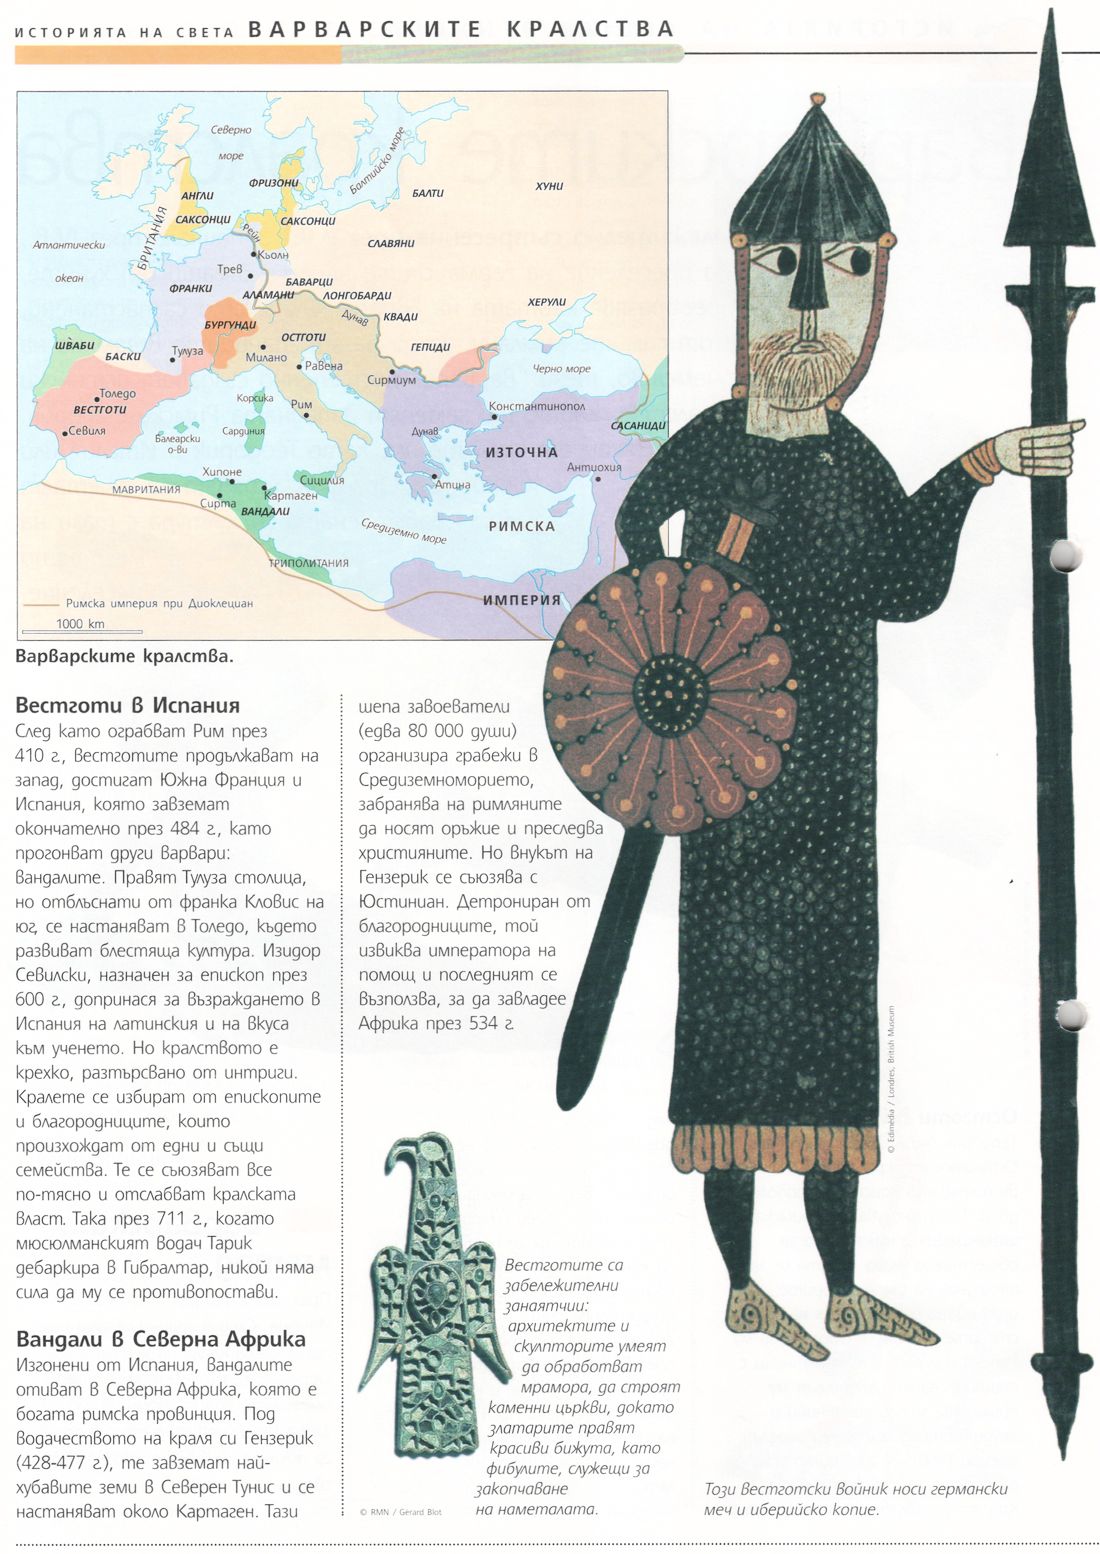 ИСТОРИЯТА НА СВЕТА ВАРВАРСКИТЕ КРАЛСТВА
Северно
море
Балтийско море
ФРИЗОНИ
БАЛТИ
ХУНИ
АНГЛИ
САКСОНЦИ
САКСОНЦИ
БРИТАНИЯ
Рейн
СЛАВЯНИ
Атлантически
океан
Кьолн
Трев
ФРАНКИ
АЛАМАНИ
БАВАРЦИ
ЛОНГОБАРДИ
Дунав
КВАДИ
ХЕРУЛИ
БУРГУНДИ
ОСТГОТИ
ГЕПИДИ
ШВАБИ
БАСКИ
Тулуза
Милано
Равена
Сирмиум
Черно море
Толедо
ВЕСТГОТИ
Севиля
Корсика
Рим
Константинопол
Балеарски
о-ви
Сардиния
Дунав
САСАНИДИ
ИЗТОЧНА
Хипоне
Сицилия
Атина
Антиохия
МАВРИТАНИЯ
Сирта
Картаген
ВАНДАЛИ
Средиземно море
РИМСКА
ТРИПОЛИТАНИЯ
ИМПЕРИЯ
Римска империя при Диоклециан
1000 km
Варварските кралства.
Вестготи в Испания
След като ограбват Рим през
410 г., вестготите продължават на
запад, достигат Южна Франция и
Испания, която завземат
окончателно през 484 г., като
прогонват други варвари:
вандалите. Правят Тулуза столица,
но отблъснати от франка Кловис на
юг, се настаняват в Толедо, където
развиват блестяща култура. Изидор
Севилски, назначен за епископ през
600 г., допринася за възраждането в
Испания на латинския и на вкуса
към ученето. Но кралството е
крехко, разтърсвано от интриги.
Кралете се избират от епископите
и благородниците, които
произхождат от едни и същи
семейства. Те се съюзяват все
по-тясно и отслабват кралската
власт. Така през 711 г., когато
мюсюлманският водач Тарик
дебаркира в Гибралтар, никой няма
сила да му се противопостави.
Вандали в Северна Африка
Изгонени от Испания, вандалите
отиват в Северна Африка, която е
богата римска провинция. Под
водачеството на краля си Гензерик
(428-477 г.), те завземат най-
хубавите земи в Северен Тунис и се
настаняват около Картаген. Тази
шепа завоеватели
(едва 80 000 души)
организира грабежи в
Средиземноморието,
забранява на римляните
да носят оръжие и преследва
християните. Но внукът на
Гензерик се съюзява с
Юстиниан. Детрониран от
благородниците, той
извиква императора на
помощ и последният се
възползва, за да завладее
Африка през 534 г.
Вестготите са
забележителни
занаятчии:
архитектите и
скулпторите умеят
да обработват
мрамора, да строят
каменни църкви, докато
златарите правят
красиви бижута, като
фибулите, служещи за
закопчаване
на наметалата.
© RMN / Gérard Blot
© Edimédia / Londres, British Museum
Този вестготски войник носи германски
меч и иберийско копие.